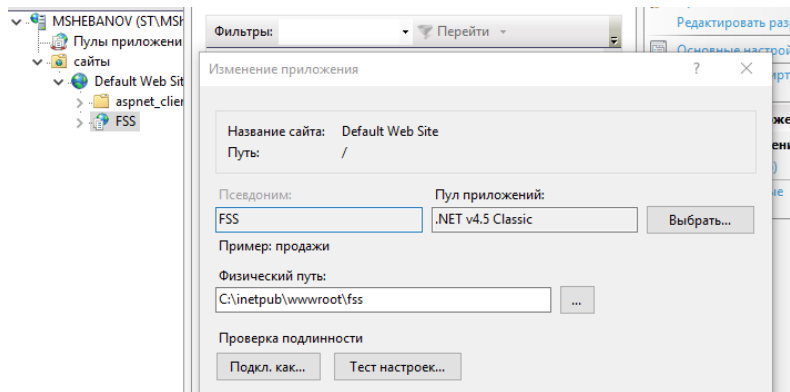 MSHEBANOV (ST\MSH
Пулы приложени
сайты
Default Web Sit
aspnet_clien
FSS
Фильтры:
Перейти
Редактировать раз
Основные настрой
Изменение приложения
?
Название сайта: Default Web Site
Путь: /
Псевдоним: Пул приложений:
FSS .NET v4.5 Classic Выбрать...
Пример: продажи
Физический путь:
C:\inetpub\wwwroot\fss ...
Проверка подлинности
Подкл. как... Тест настроек...